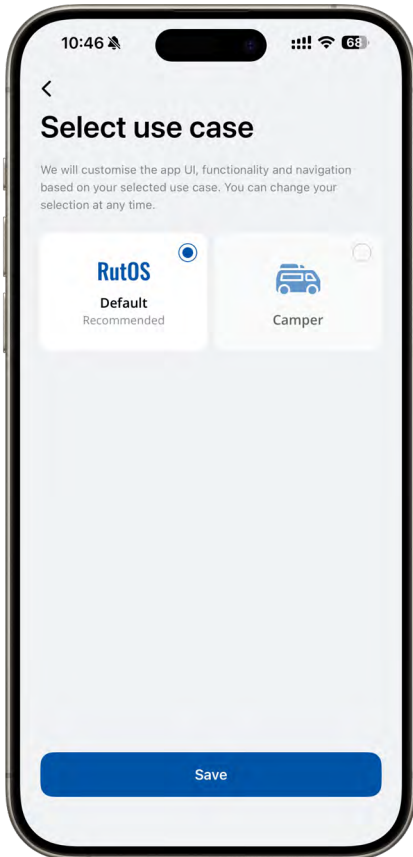 10:46
68
Select use case
We will customise the app UI, functionality and navigation
based on your selected use case. You can change your
selection at any time.
RutOS
Default
Recommended
Camper
Save